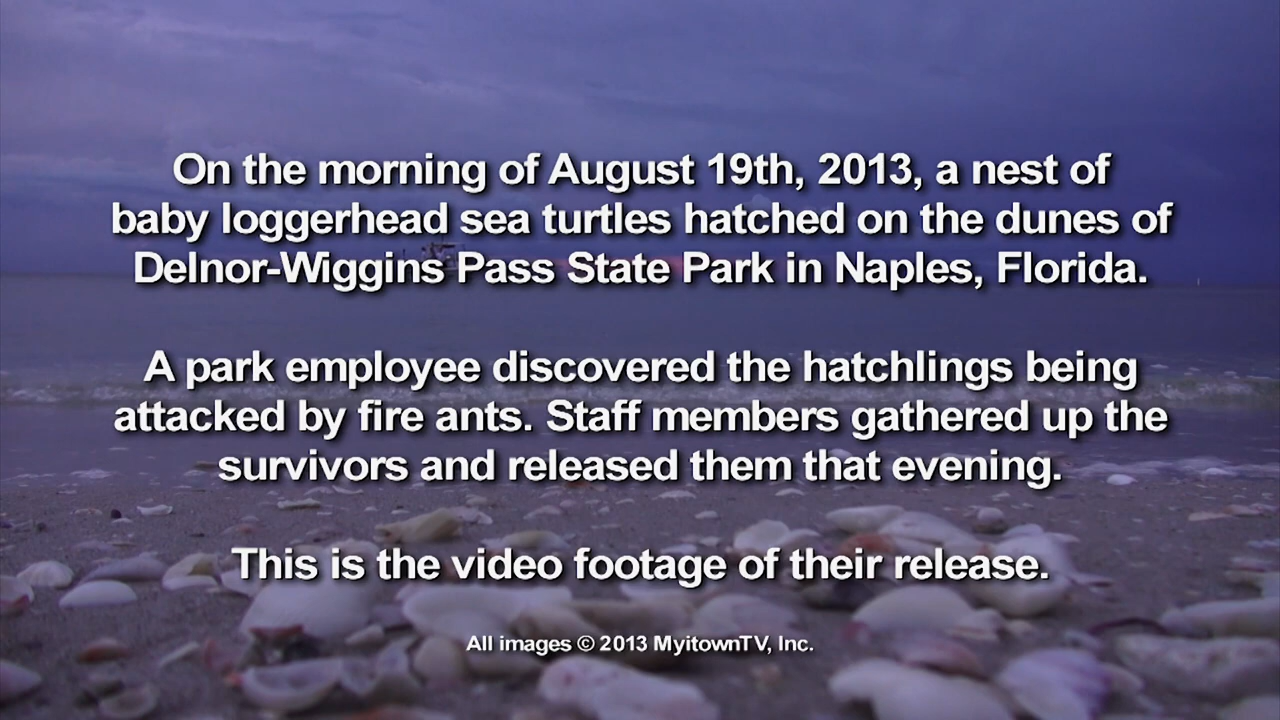 On the morning of August 19th, 2013, a nest of
baby loggerhead sea turtles hatched on the dunes of
Delnor-Wiggins Pass State Park in Naples, Florida.
A park employee discovered the hatchlings being
attacked by fire ants. Staff members gathered up the
survivors and released them that evening.
This is the video footage of their release.
All images © 2013 MyitownTV, Inc.